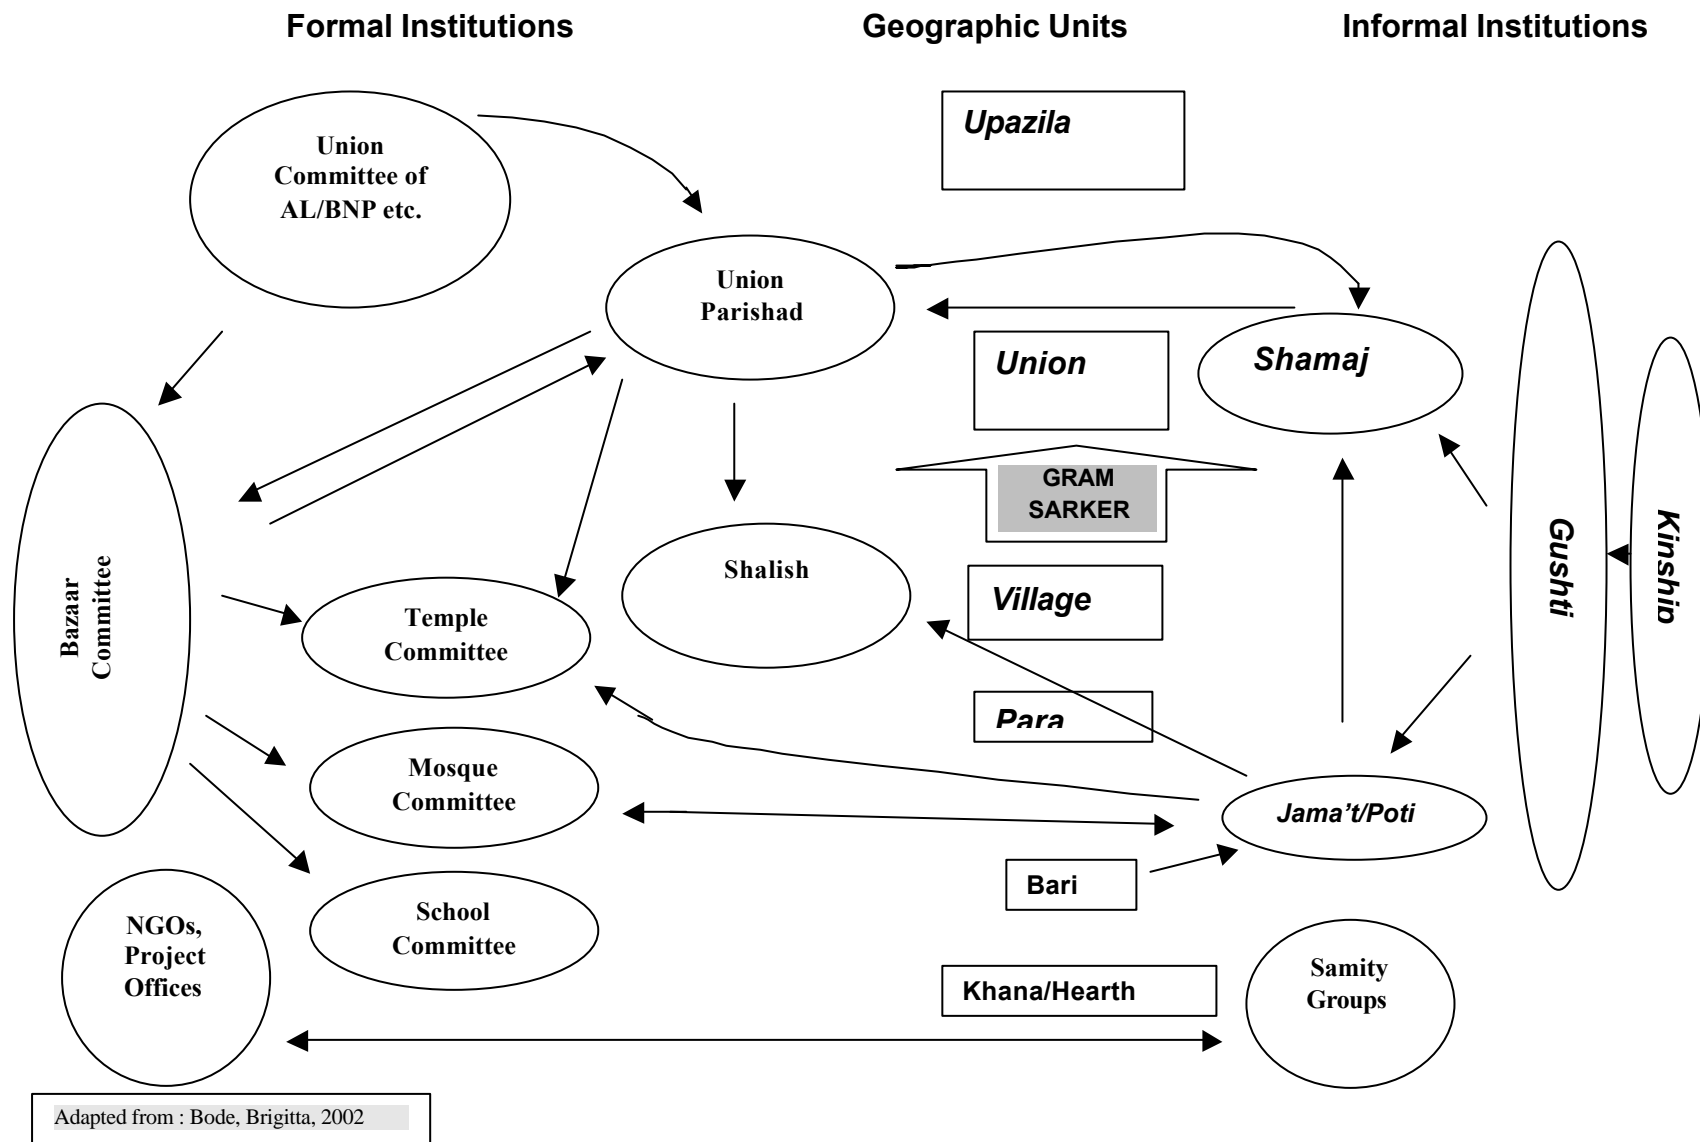 Formal Institutions
Geographic Units
Informal Institutions
Union
Committee of
AL/BNP etc.
Upazila
Union
Parishad
Union
Shamaj
GRAM
SARKER
Gushti
Kinship
Bazaar
Committee
Shalish
Village
Temple
Committee
Para
Mosque
Committee
Jama't/Poti
Bari
NGOs,
Project
Offices
School
Committee
Khana/Hearth
Samity
Groups
Adapted from : Bode, Brigitta, 2002